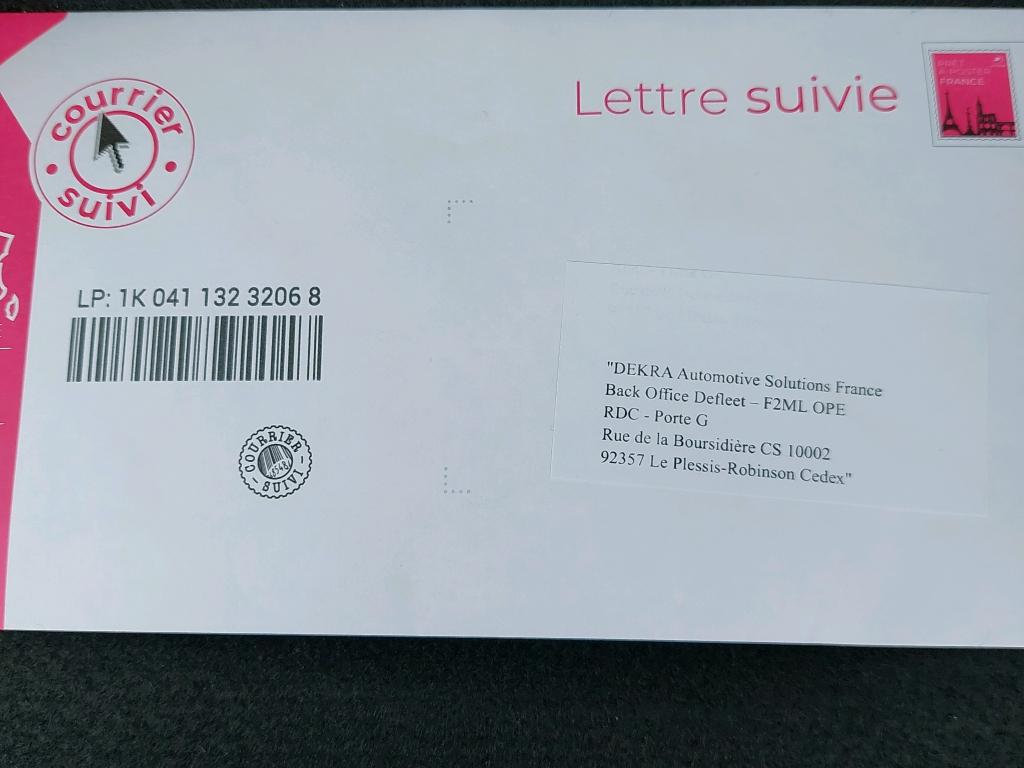 courrier
suivi
Lettre suivie
PRÊT
À POSTER
FRANCE
LP: 1K 041 132 3206 8
COURRIER
SUIVI
"DEKRA Automotive Solutions France
Back Office Defleet – F2ML OPE
RDC - Porte G
Rue de la Boursidière CS 10002
92357 Le Plessis-Robinson Cedex"